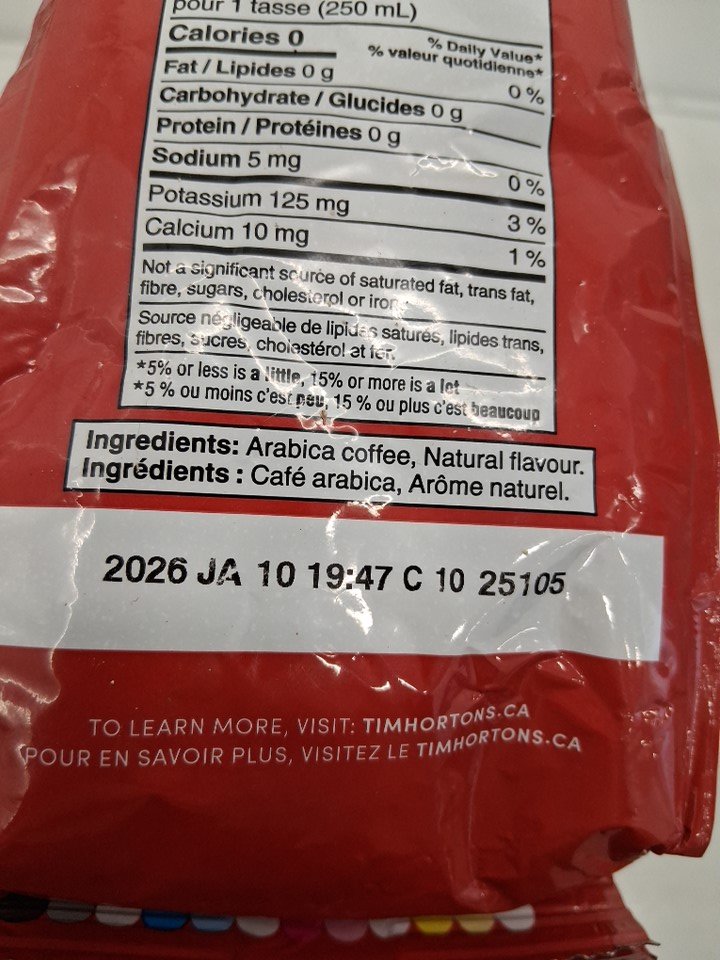 pour 1 tasse (250 mL)
Calories 0
% Daily Value*
% valeur quotidienne*
Fat / Lipides 0 g
0 %
Carbohydrate / Glucides 0 g
Protein / Protéines 0 g
Sodium 5 mg
0 %
Potassium 125 mg
3 %
Calcium 10 mg
1 %
Not a significant source of saturated fat, trans fat,
fibre, sugars, cholesterol or iron
Source négligeable de lipides saturés, lipides trans,
fibres, sucres, cholestérol et fer.
*5% or less is a little, 15% or more is a lot
*5 % ou moins c'est peu, 15 % ou plus c'est beaucoup
Ingredients: Arabica coffee, Natural flavour.
Ingrédients : Café arabica, Arôme naturel.
2026 JA 10 19:47 C 10 25105
TO LEARN MORE, VISIT: TIMHORTONS.CA
POUR EN SAVOIR PLUS, VISITEZ LE TIMHORTONS.CA